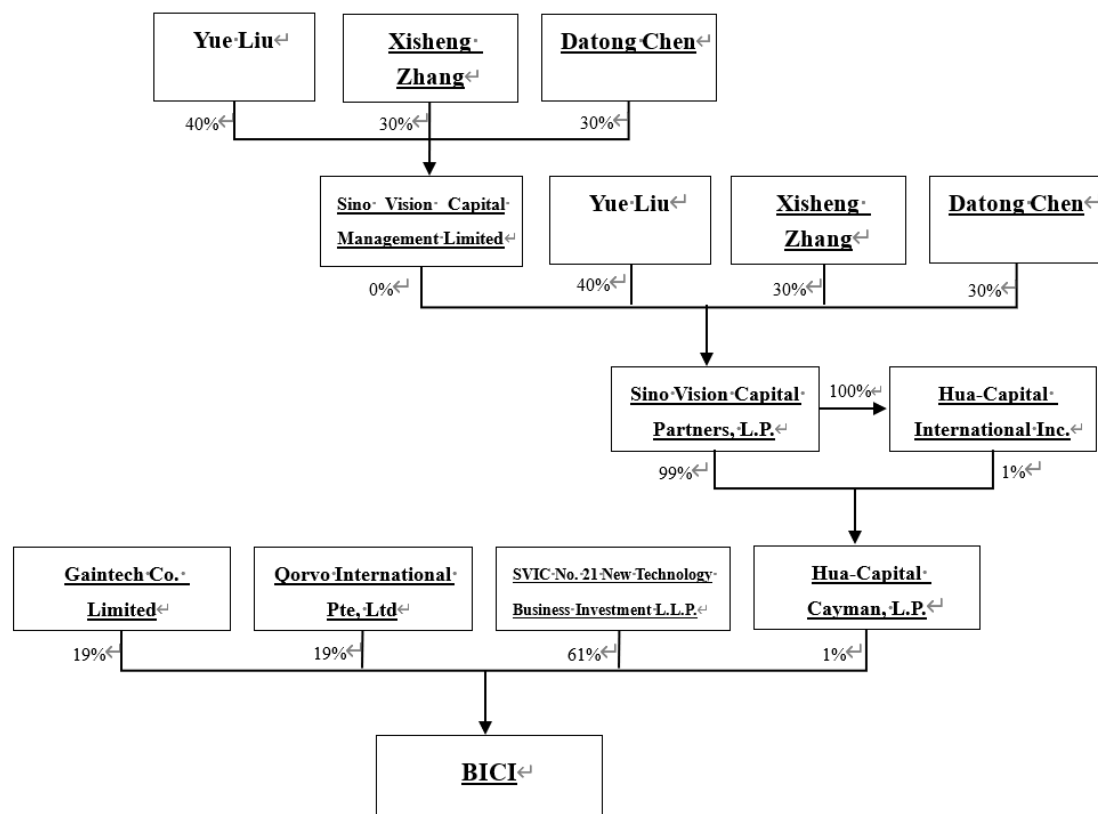 Yue Liu
Xisheng
Zhang
Datong Chen
40%
30%
30%
Sino Vision Capital
Management Limited
Yue Liu
Xisheng
Zhang
Datong Chen
0%
40%
30%
30%
Sino Vision Capital
Partners, L.P.
100%
Hua-Capital
International Inc.
99%
1%
Gaintech Co.
Limited
Qorvo International
Pte, Ltd
SVIC No. 21 New Technology
Business Investment L.L.P.
Hua-Capital
Cayman, L.P.
19%
19%
61%
1%
BICI